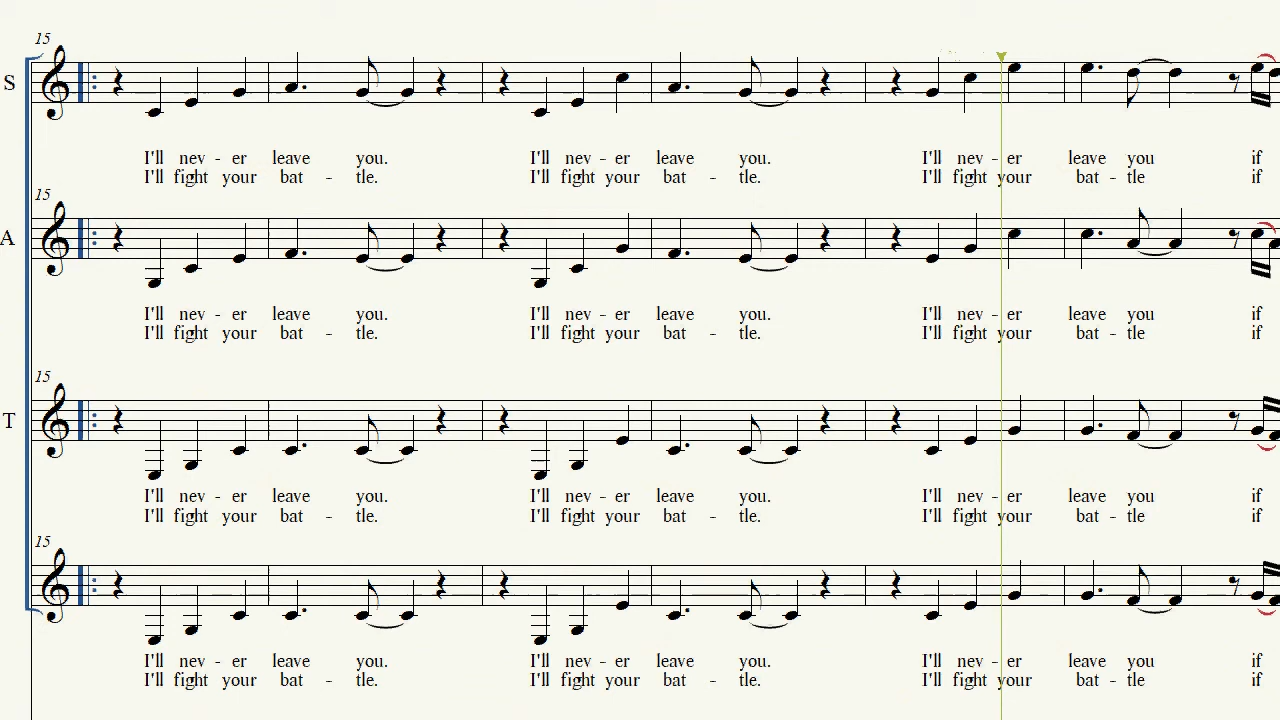 15
S
I'll nev - er leave you. I'll nev - er leave you. I'll nev - er leave you if
I'll fight your bat - tle. I'll fight your bat - tle. I'll fight your bat - tle if
15
A
I'll nev - er leave you. I'll nev - er leave you. I'll nev - er leave you if
I'll fight your bat - tle. I'll fight your bat - tle. I'll fight your bat - tle if
15
T
I'll nev - er leave you. I'll nev - er leave you. I'll nev - er leave you if
I'll fight your bat - tle. I'll fight your bat - tle. I'll fight your bat - tle if
15
I'll nev - er leave you. I'll nev - er leave you. I'll nev - er leave you if
I'll fight your bat - tle. I'll fight your bat - tle. I'll fight your bat - tle if